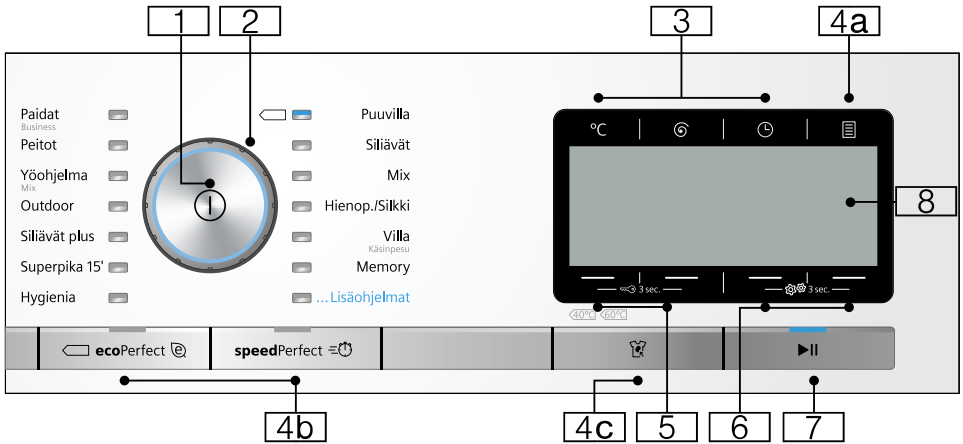 1
2
3
4a
Paidat
Business
Peitot
Yöohjelma
Mix
Outdoor
Siliävät plus
Superpika 15'
Hygienia
Puuvilla
Siliävät
Mix
Hienop./Silkki
Villa
Käsinpesu
Memory
...Lisäohjelmat
°C
8
3 sec.
3 sec.
40°C 60°C
ecoPerfect e
speedPerfect
4b
4c
5
6
7